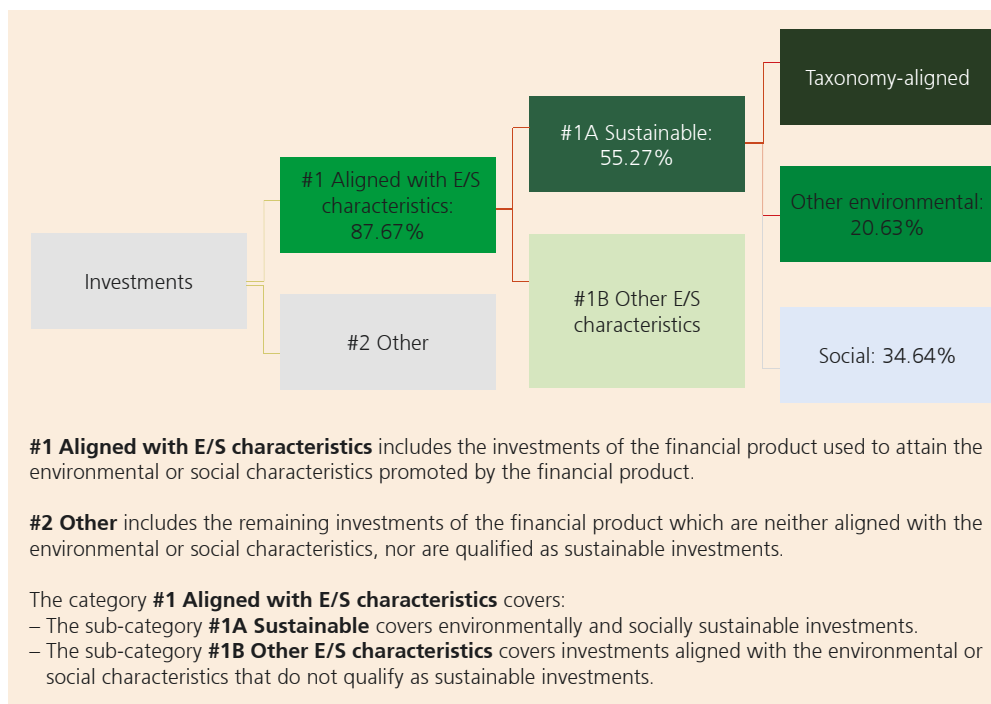 Taxonomy-aligned
#1A Sustainable:
55.27%
#1 Aligned with E/S
characteristics:
87.67%
Other environmental:
20.63%
Investments
#1B Other E/S
characteristics
#2 Other
Social: 34.64%
#1 Aligned with E/S characteristics includes the investments of the financial product used to attain the
environmental or social characteristics promoted by the financial product.
#2 Other includes the remaining investments of the financial product which are neither aligned with the
environmental or social characteristics, nor are qualified as sustainable investments.
The category #1 Aligned with E/S characteristics covers:
– The sub-category #1A Sustainable covers environmentally and socially sustainable investments.
– The sub-category #1B Other E/S characteristics covers investments aligned with the environmental or
social characteristics that do not qualify as sustainable investments.